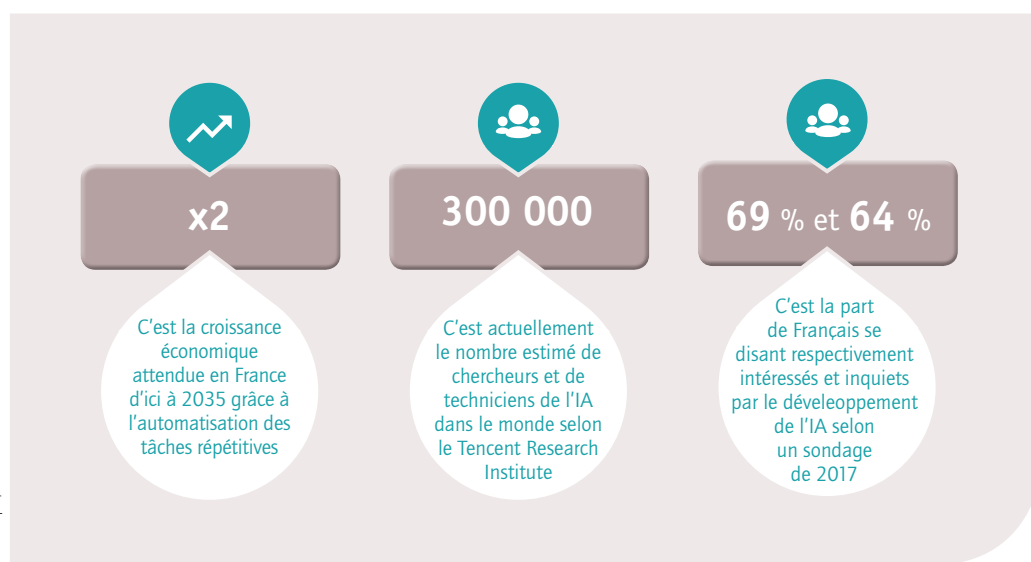 x2
C'est la croissance
économique
attendue en France
d'ici à 2035 grâce à
l'automatisation des
tâches répétitives
300 000
C'est actuellement
le nombre estimé de
chercheurs et de
techniciens de l'IA
dans le monde selon
le Tencent Research
Institute
69 % et 64 %
C'est la part
de Français se
disant respectivement
intéressés et inquiets
par le déveleoppement
de l'IA selon
un sondage
de 2017